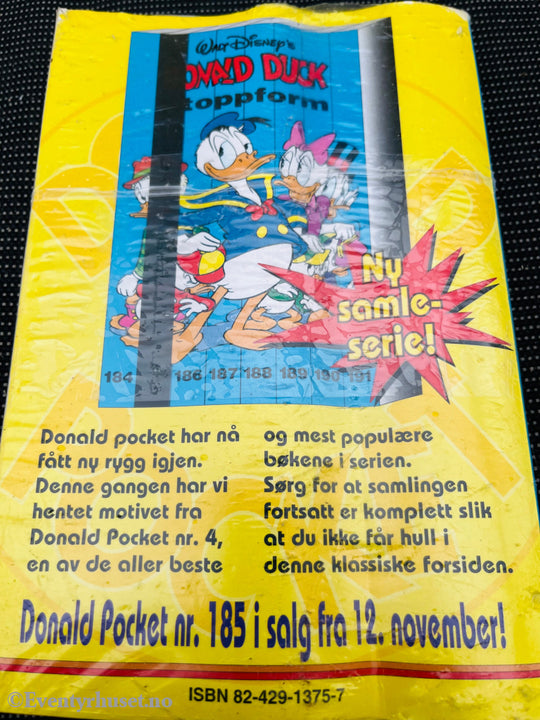 Walt Disney's
ONALD DUCK
toppform
Ny
samle-
serie!
184 186 187 188 189 190 191
Donald pocket har nå
fått ny rygg igjen.
Denne gangen har vi
hentet motivet fra
Donald Pocket nr. 4,
en av de aller beste
og mest populære
bøkene i serien.
Sørg for at samlingen
fortsatt er komplett slik
at du ikke får hull i
denne klassiske forsiden.
Donald Pocket nr. 185 i salg fra 12. november!
ISBN 82-429-1375-7
© Eventyrhuset.no